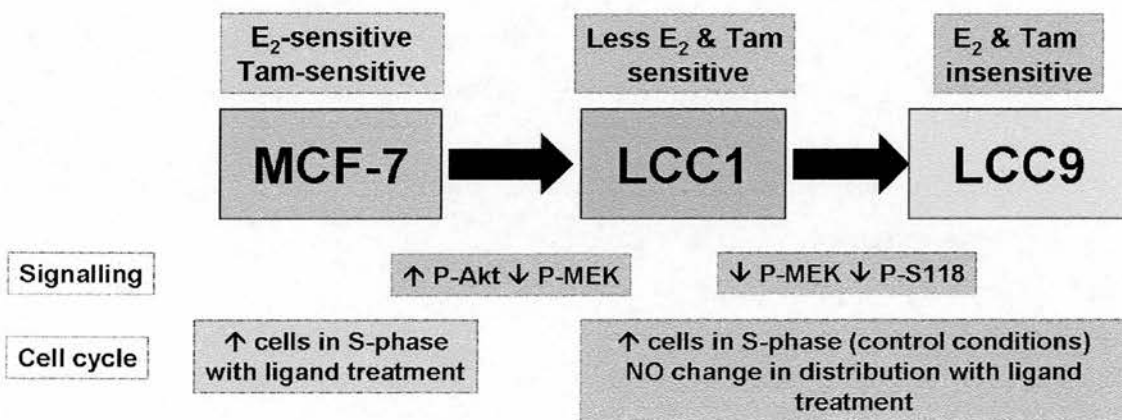 E₂-sensitive
Tam-sensitive
Less E₂ & Tam
sensitive
E₂ & Tam
insensitive
MCF-7
LCC1
LCC9
Signalling
↑ P-Akt ↓ P-MEK
↓ P-MEK ↓ P-S118
Cell cycle
↑ cells in S-phase
with ligand treatment
↑ cells in S-phase (control conditions)
NO change in distribution with ligand
treatment